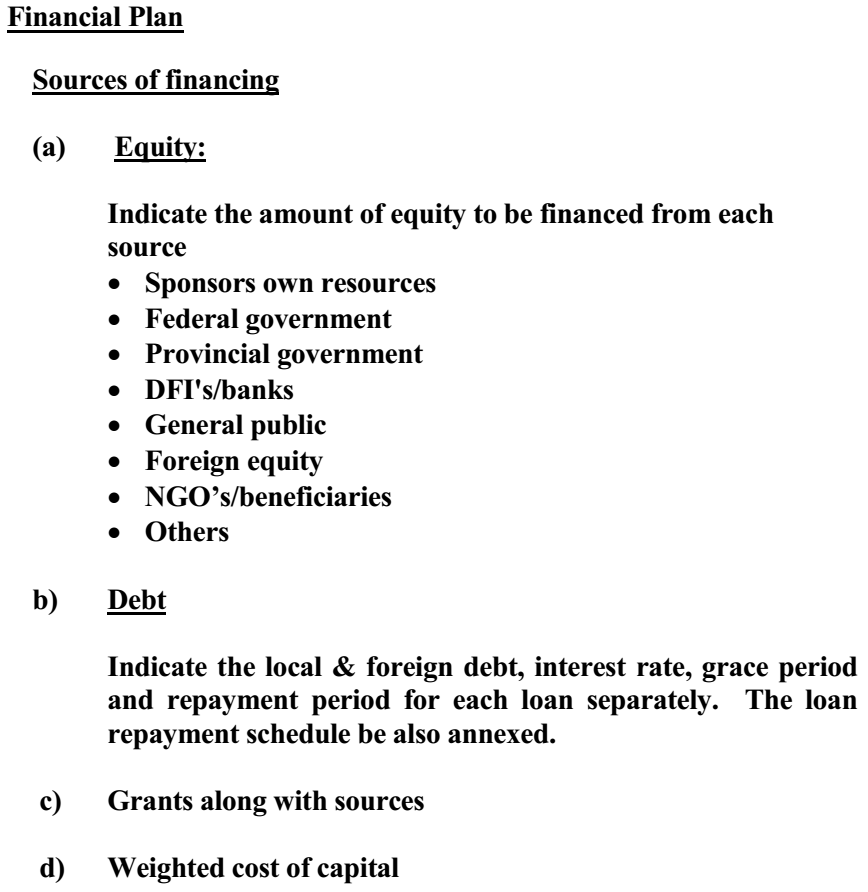 Financial Plan
Sources of financing
(a) Equity:
Indicate the amount of equity to be financed from each
source
• Sponsors own resources
• Federal government
• Provincial government
• DFI's/banks
• General public
• Foreign equity
• NGO’s/beneficiaries
• Others
b) Debt
Indicate the local & foreign debt, interest rate, grace period
and repayment period for each loan separately. The loan
repayment schedule be also annexed.
c) Grants along with sources
d) Weighted cost of capital